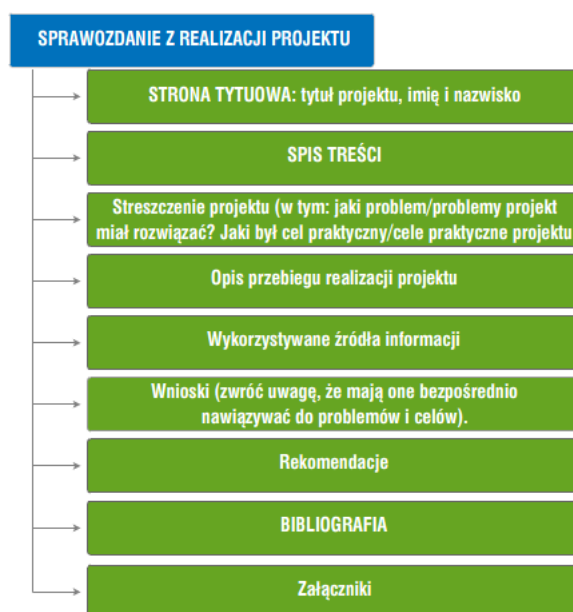 SPRAWOZDANIE Z REALIZACJI PROJEKTU
STRONA TYTUOWA: tytuł projektu, imię i nazwisko
SPIS TREŚCI
Streszczenie projektu (w tym: jaki problem/problemy projekt
miał rozwiązać? Jaki był cel praktyczny/cele praktyczne projektu
Opis przebiegu realizacji projektu
Wykorzystywane źródła informacji
Wnioski (zwróć uwagę, że mają one bezpośrednio
nawiązywać do problemów i celów).
Rekomendacje
BIBLIOGRAFIA
Załączniki